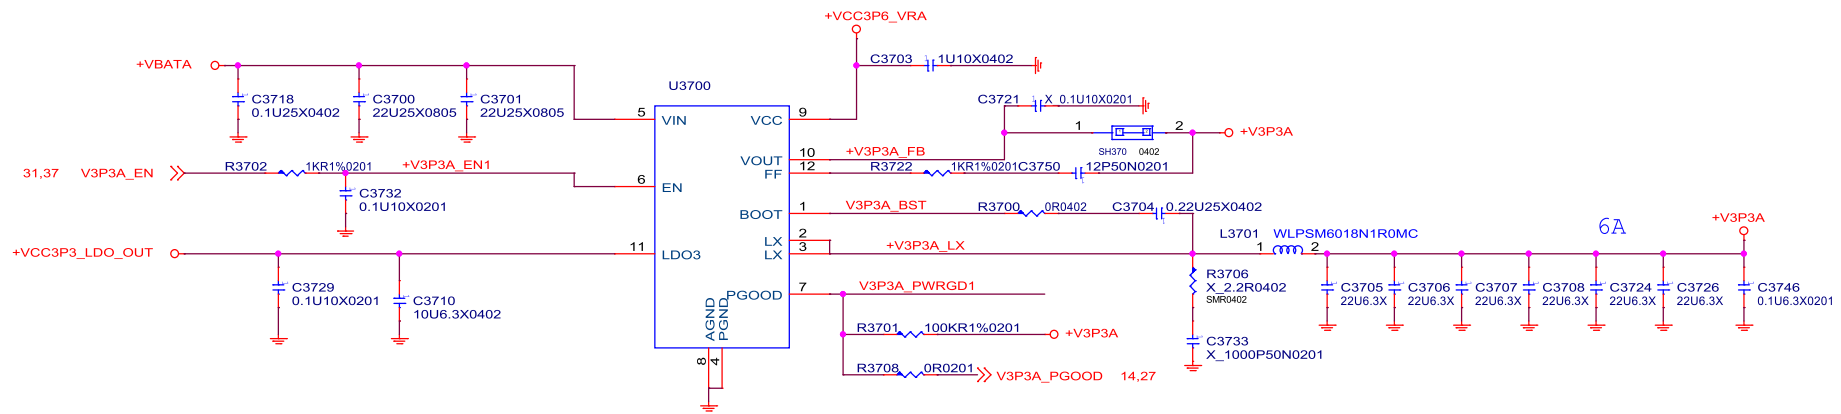 +VCC3P6_VRA
C3703 1U10X0402
+VBATA
U3700
C3718
0.1U25X0402
C3700
22U25X0805
C3701
22U25X0805
C3721 X_0.1U10X0201
5 VIN
VCC 9
1 2 +V3P3A
SH370 0402
VOUT 10 +V3P3A_FB
FF 12 R3722 1KR1%0201 C3750 12P50N0201
31,37 V3P3A_EN R3702 1KR1%0201 +V3P3A_EN1
6 EN
C3732
0.1U10X0201
BOOT 1 V3P3A_BST R3700 0R0402 C3704 0.22U25X0402
LX 2
LX 3 +V3P3A_LX
L3701 WLPSM6018N1R0MC
1 2
6A
+V3P3A
+VCC3P3_LDO_OUT 11 LDO3
C3729
0.1U10X0201
C3710
10U6.3X0402
R3706
X_2.2R0402
SMR0402
C3705
22U6.3X
C3706
22U6.3X
C3707
22U6.3X
C3708
22U6.3X
C3724
22U6.3X
C3726
22U6.3X
C3746
0.1U6.3X0201
PGOOD 7 V3P3A_PWRGD1
AGND
PGND
8
4
R3701 100KR1%0201 +V3P3A
C3733
X_1000P50N0201
R3708 0R0201 V3P3A_PGOOD 14,27